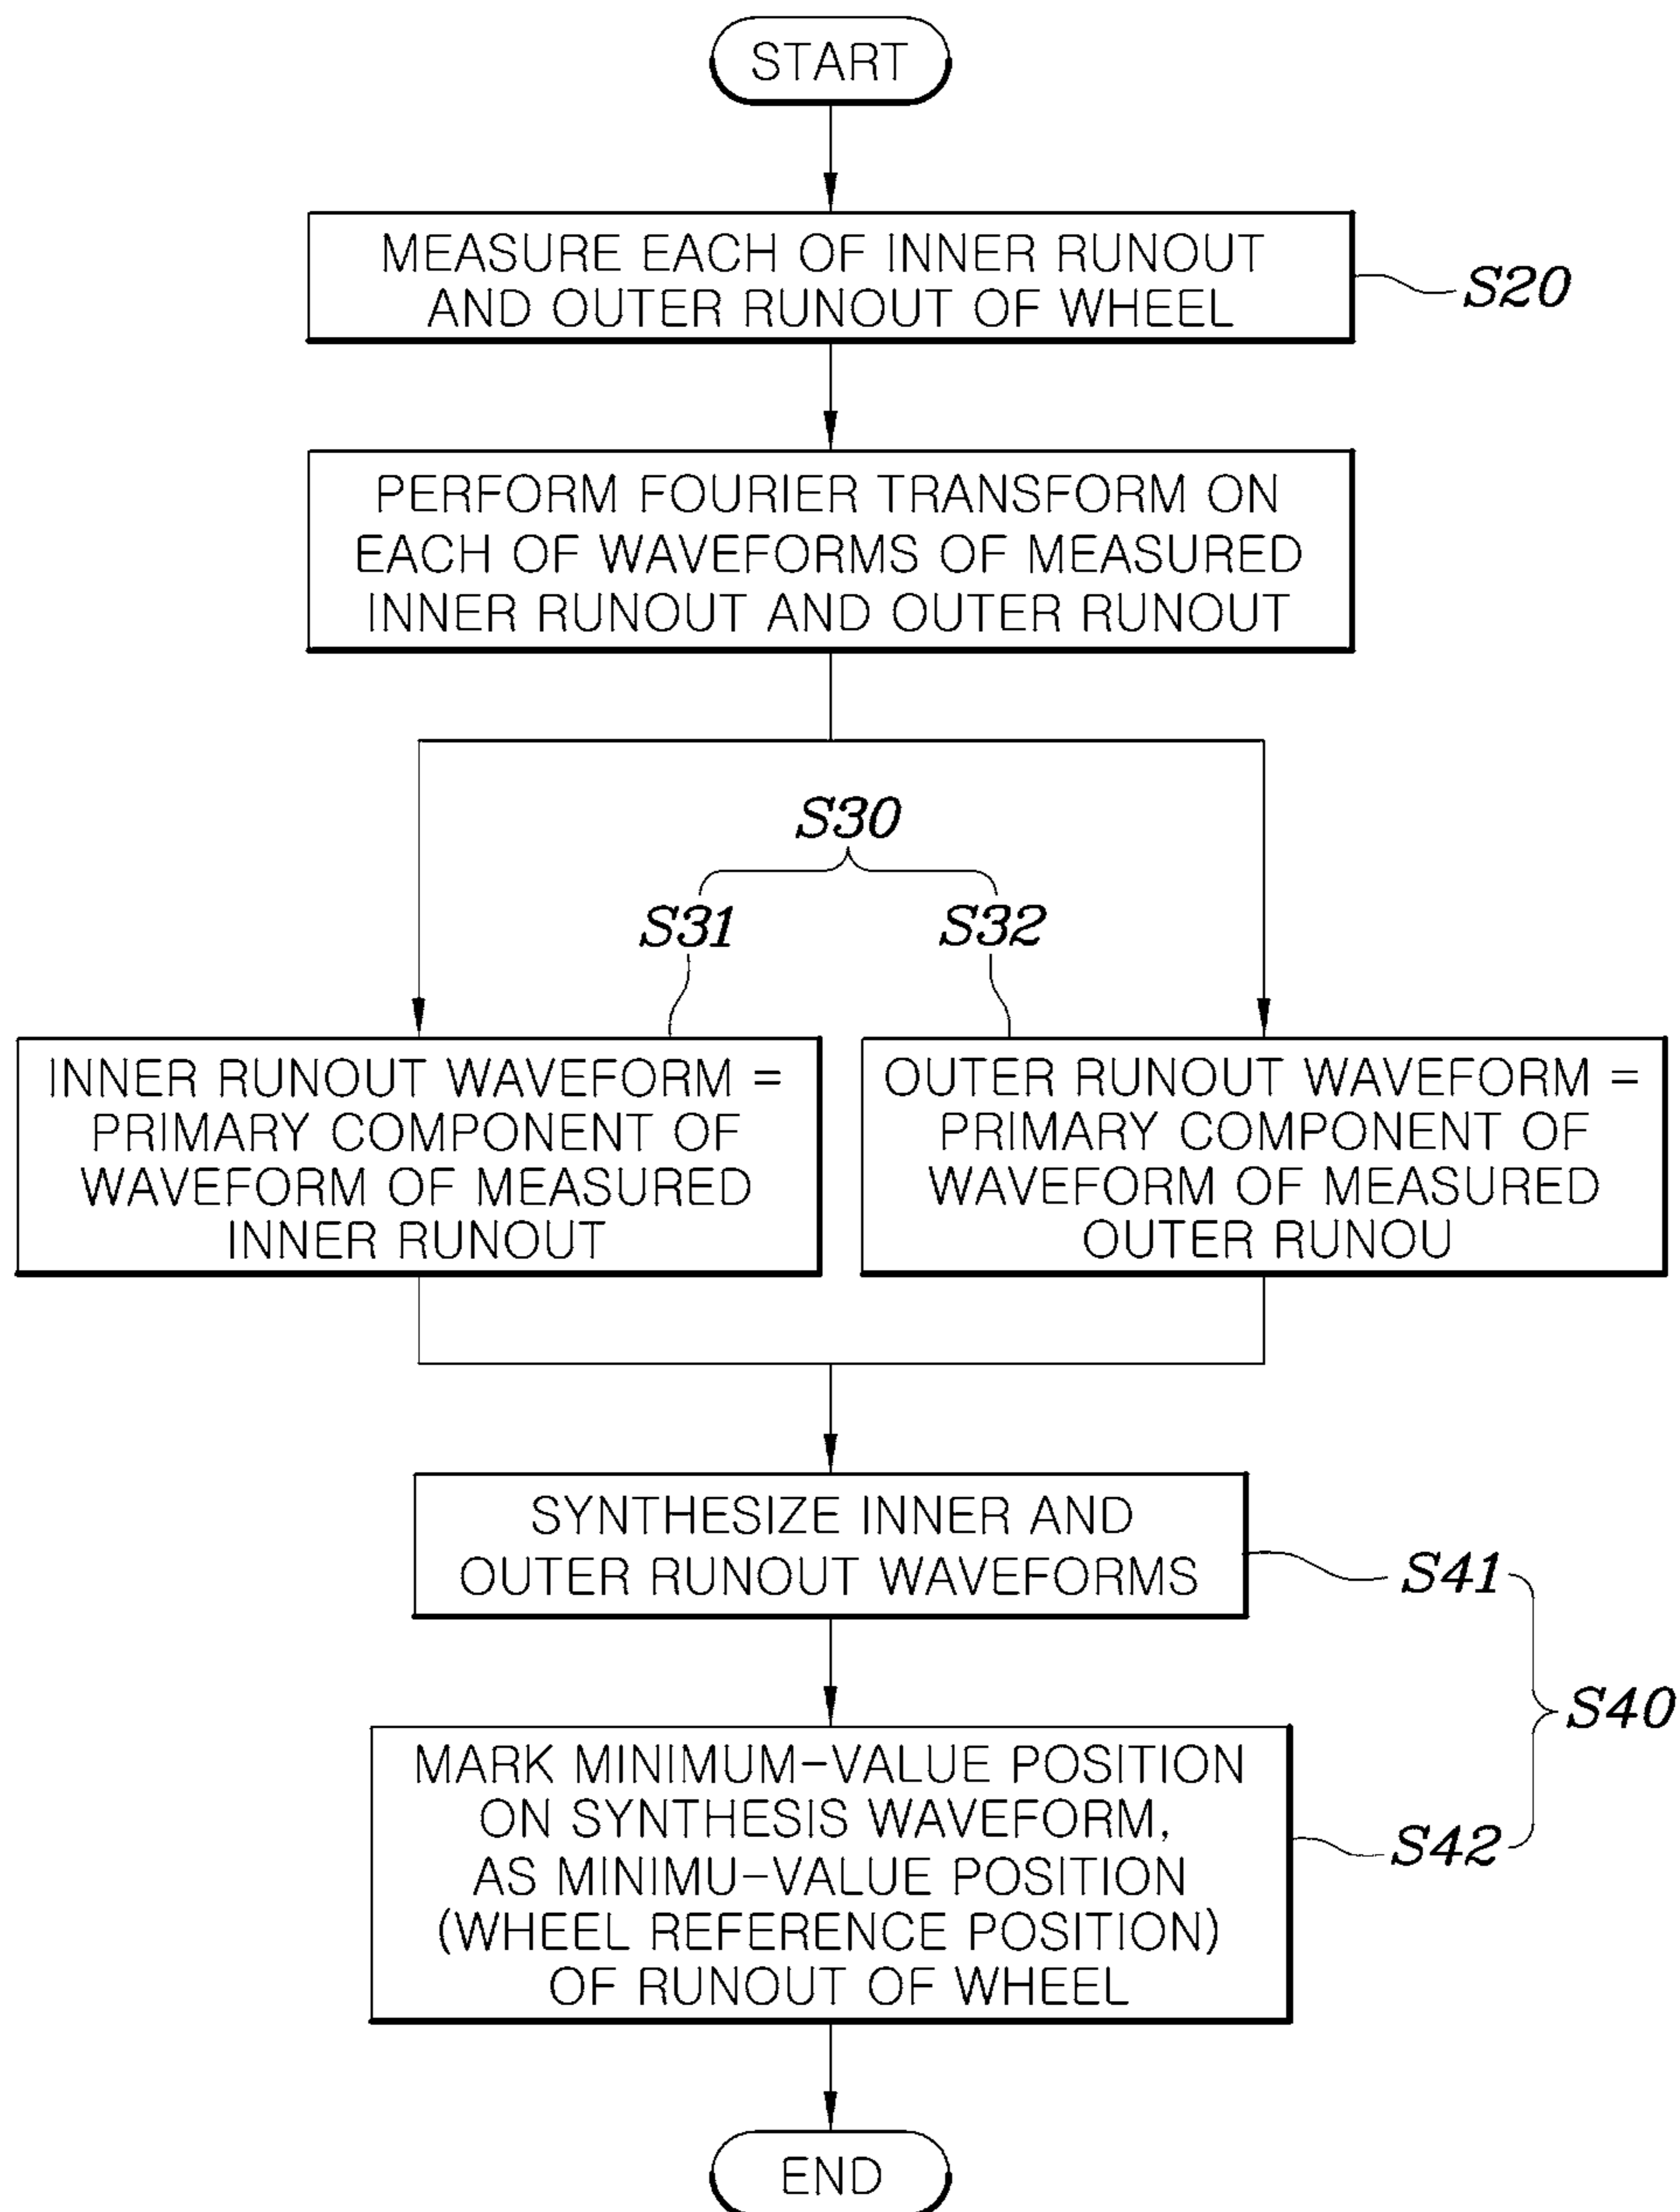 START
MEASURE EACH OF INNER RUNOUT
AND OUTER RUNOUT OF WHEEL
S20
PERFORM FOURIER TRANSFORM ON
EACH OF WAVEFORMS OF MEASURED
INNER RUNOUT AND OUTER RUNOUT
S30
S31
S32
INNER RUNOUT WAVEFORM =
PRIMARY COMPONENT OF
WAVEFORM OF MEASURED
INNER RUNOUT
OUTER RUNOUT WAVEFORM =
PRIMARY COMPONENT OF
WAVEFORM OF MEASURED
OUTER RUNOU
SYNTHESIZE INNER AND
OUTER RUNOUT WAVEFORMS
S41
S40
MARK MINIMUM-VALUE POSITION
ON SYNTHESIS WAVEFORM,
AS MINIMU-VALUE POSITION
(WHEEL REFERENCE POSITION)
OF RUNOUT OF WHEEL
S42
END